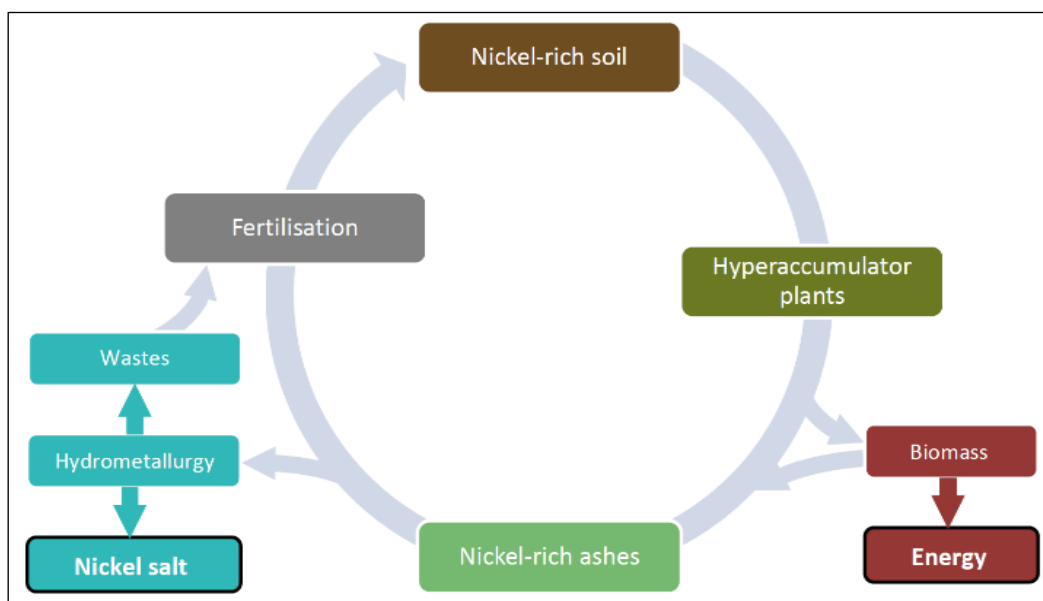 Nickel-rich soil
Fertilisation
Hyperaccumulator
plants
Wastes
Hydrometallurgy
Biomass
Nickel salt
Nickel-rich ashes
Energy